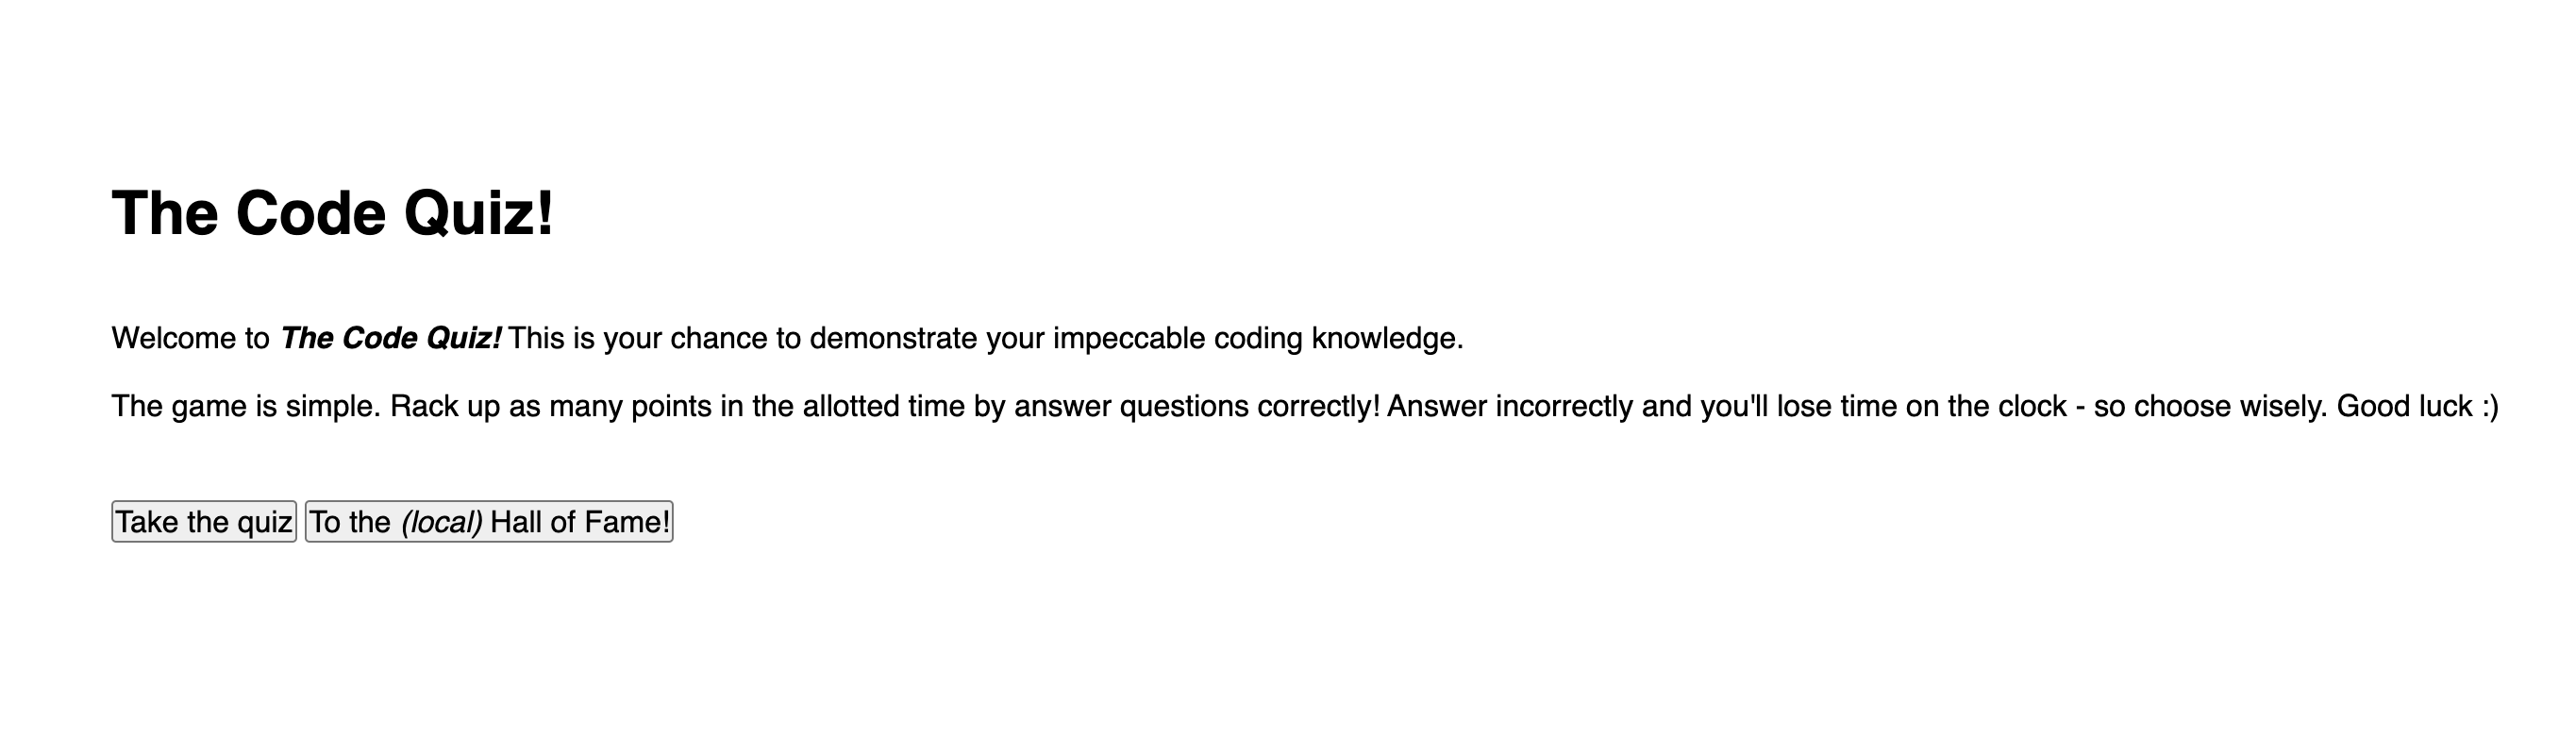 The Code Quiz!
Welcome to The Code Quiz! This is your chance to demonstrate your impeccable coding knowledge.
The game is simple. Rack up as many points in the allotted time by answer questions correctly! Answer incorrectly and you'll lose time on the clock - so choose wisely. Good luck :)
Take the quiz To the (local) Hall of Fame!